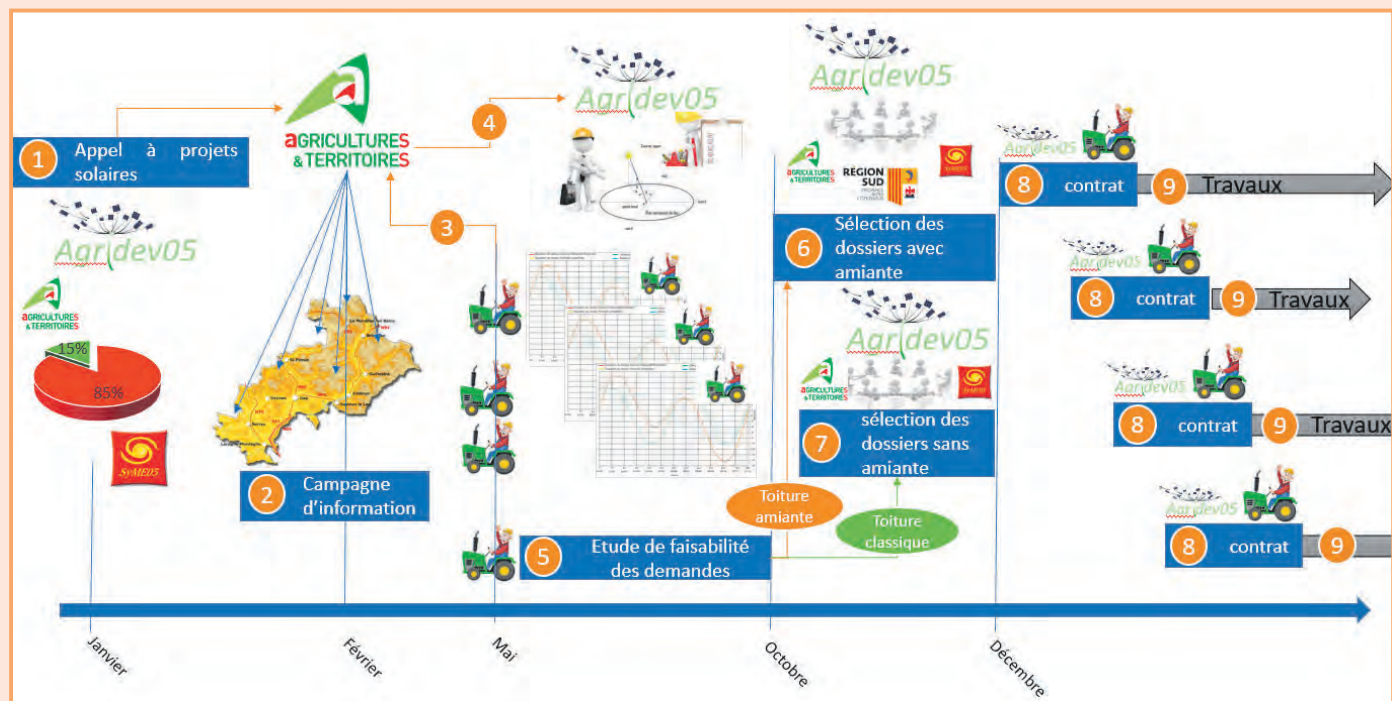 1
Appel à projets
solaires
Agridev05
aGRICULTURES
& TERRITOIRES
15%
85%
SyME05
aGRICULTURES
& TERRITOIRES
2
Campagne
d'information
3
4
Agridev05
5
Etude de faisabilité
des demandes
Toiture
amiante
Toiture
classique
Agridev05
aGRICULTURES
& TERRITOIRES
RÉGION
SUD
6
Sélection des
dossiers avec
amiante
Agridev05
aGRICULTURES
& TERRITOIRES
7
sélection des
dossiers sans
amiante
Agridev05
8
contrat
9
Travaux
Agridev05
8
contrat
9
Travaux
Agridev05
8
contrat
9
Travaux
Agridev05
8
contrat
9
Janvier
Février
Mai
Octobre
Décembre